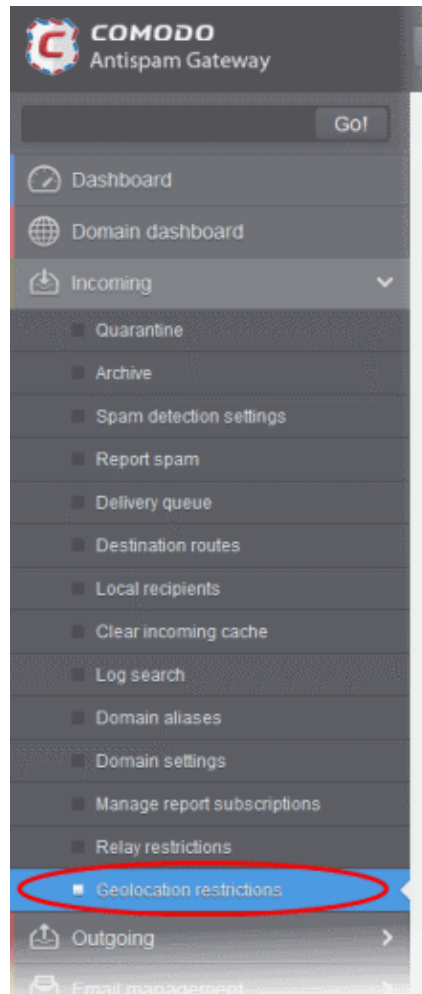 COMODO
Antispam Gateway
Go!
Dashboard
Domain dashboard
Incoming
Quarantine
Archive
Spam detection settings
Report spam
Delivery queue
Destination routes
Local recipients
Clear incoming cache
Log search
Domain aliases
Domain settings
Manage report subscriptions
Relay restrictions
Geolocation restrictions
Outgoing
Email management